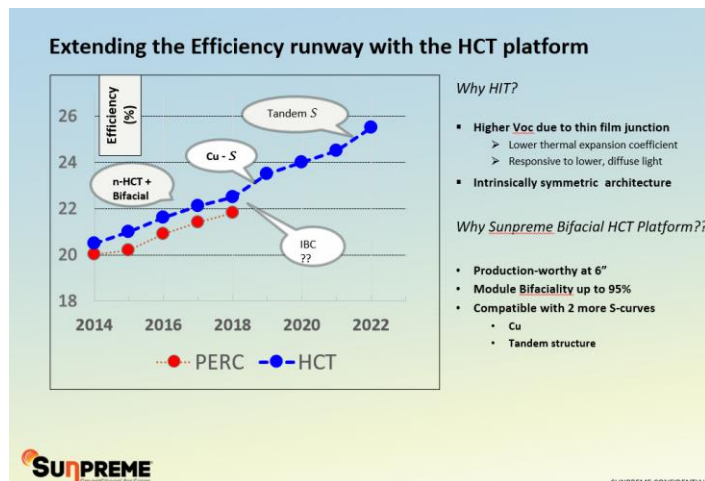 Extending the Efficiency runway with the HCT platform
Efficiency
(%)
26
24
22
20
18
2014
2016
2018
2020
2022
n-HCT +
Bifacial
Cu - S
Tandem S
IBC
??
PERC
HCT
Why HIT?
▪ Higher Voc due to thin film junction
➢ Lower thermal expansion coefficient
➢ Responsive to lower, diffuse light
▪ Intrinsically symmetric architecture
Why Sunpreme Bifacial HCT Platform??
• Production-worthy at 6”
• Module Bifaciality up to 95%
• Compatible with 2 more S-curves
• Cu
• Tandem structure
SUNPREME